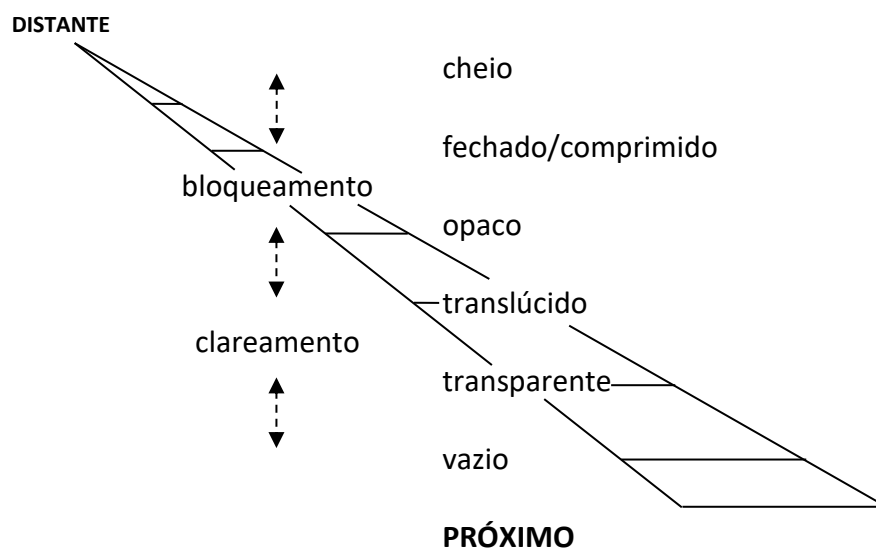 DISTANTE
cheio
fechado/comprimido
bloqueamento
opaco
translúcido
clareamento
transparente
vazio
PRÓXIMO